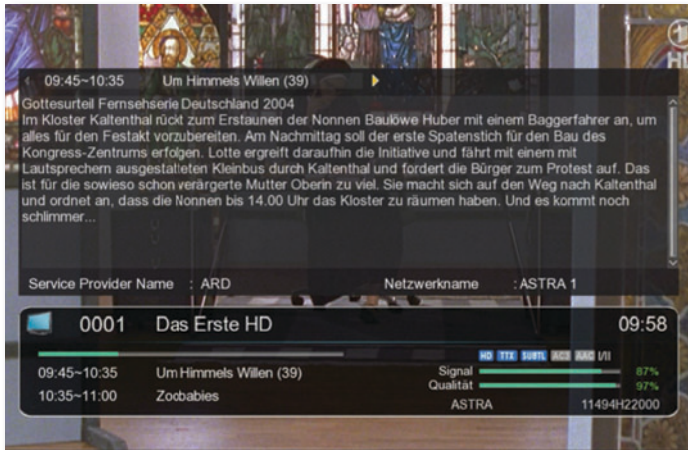 1
HD
09:45~10:35 Um Himmels Willen (39)
Gottesurteil Fernsehserie Deutschland 2004
Im Kloster Kaltenthal rückt zum Erstaunen der Nonnen Baulöwe Huber mit einem Baggerfahrer an, um
alles für den Festakt vorzubereiten. Am Nachmittag soll der erste Spatenstich für den Bau des
Kongress-Zentrums erfolgen. Lotte ergreift daraufhin die Initiative und fährt mit einem mit
Lautsprechern ausgestalleten Kleinbus durch Kaltenthal und fordert die Bürger zum Protest auf. Das
ist für die sowieso schon verärgerte Mutter Oberin zu viel. Sie macht sich auf den Weg nach Kaltenthal
und ordnet an, dass die Nonnen bis 14.00 Uhr das Kloster zu räumen haben. Und es kommt noch
schlimmer...
Service Provider Name : ARD Netzwerkname :ASTRA 1
0001 Das Erste HD 09:58
HD TTX SUBTL AC3 AAC I/II
09:45~10:35 Um Himmels Willen (39) Signal 87%
Qualität 97%
10:35~11:00 Zoobabies
ASTRA 11494H22000